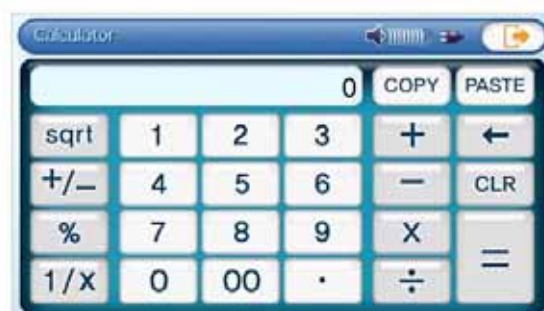 Calculator
0 COPY PASTE
sqrt 1 2 3 + ←
+/− 4 5 6 − CLR
% 7 8 9 X =
1/x 0 00 . ÷